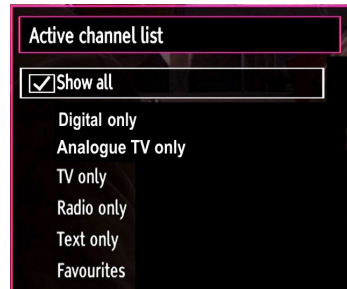 Active channel list
Show all
Digital only
Analogue TV only
TV only
Radio only
Text only
Favourites